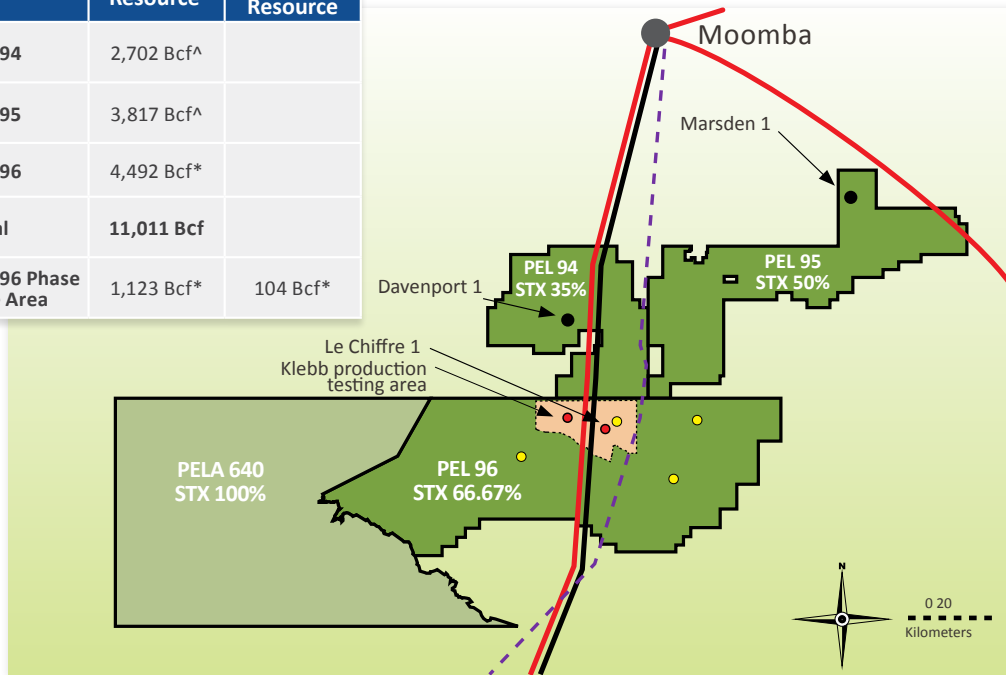 Resource
Resource
94 2,702 Bcf^
95 3,817 Bcf^
96 4,492 Bcf*
11,011 Bcf
96 Phase
Area 1,123 Bcf* 104 Bcf*
Moomba
Marsden 1
PEL 94
STX 35%
PEL 95
STX 50%
Davenport 1
Le Chiffre 1
Klebb production
testing area
PELA 640
STX 100%
PEL 96
STX 66.67%
N
0 20
Kilometers